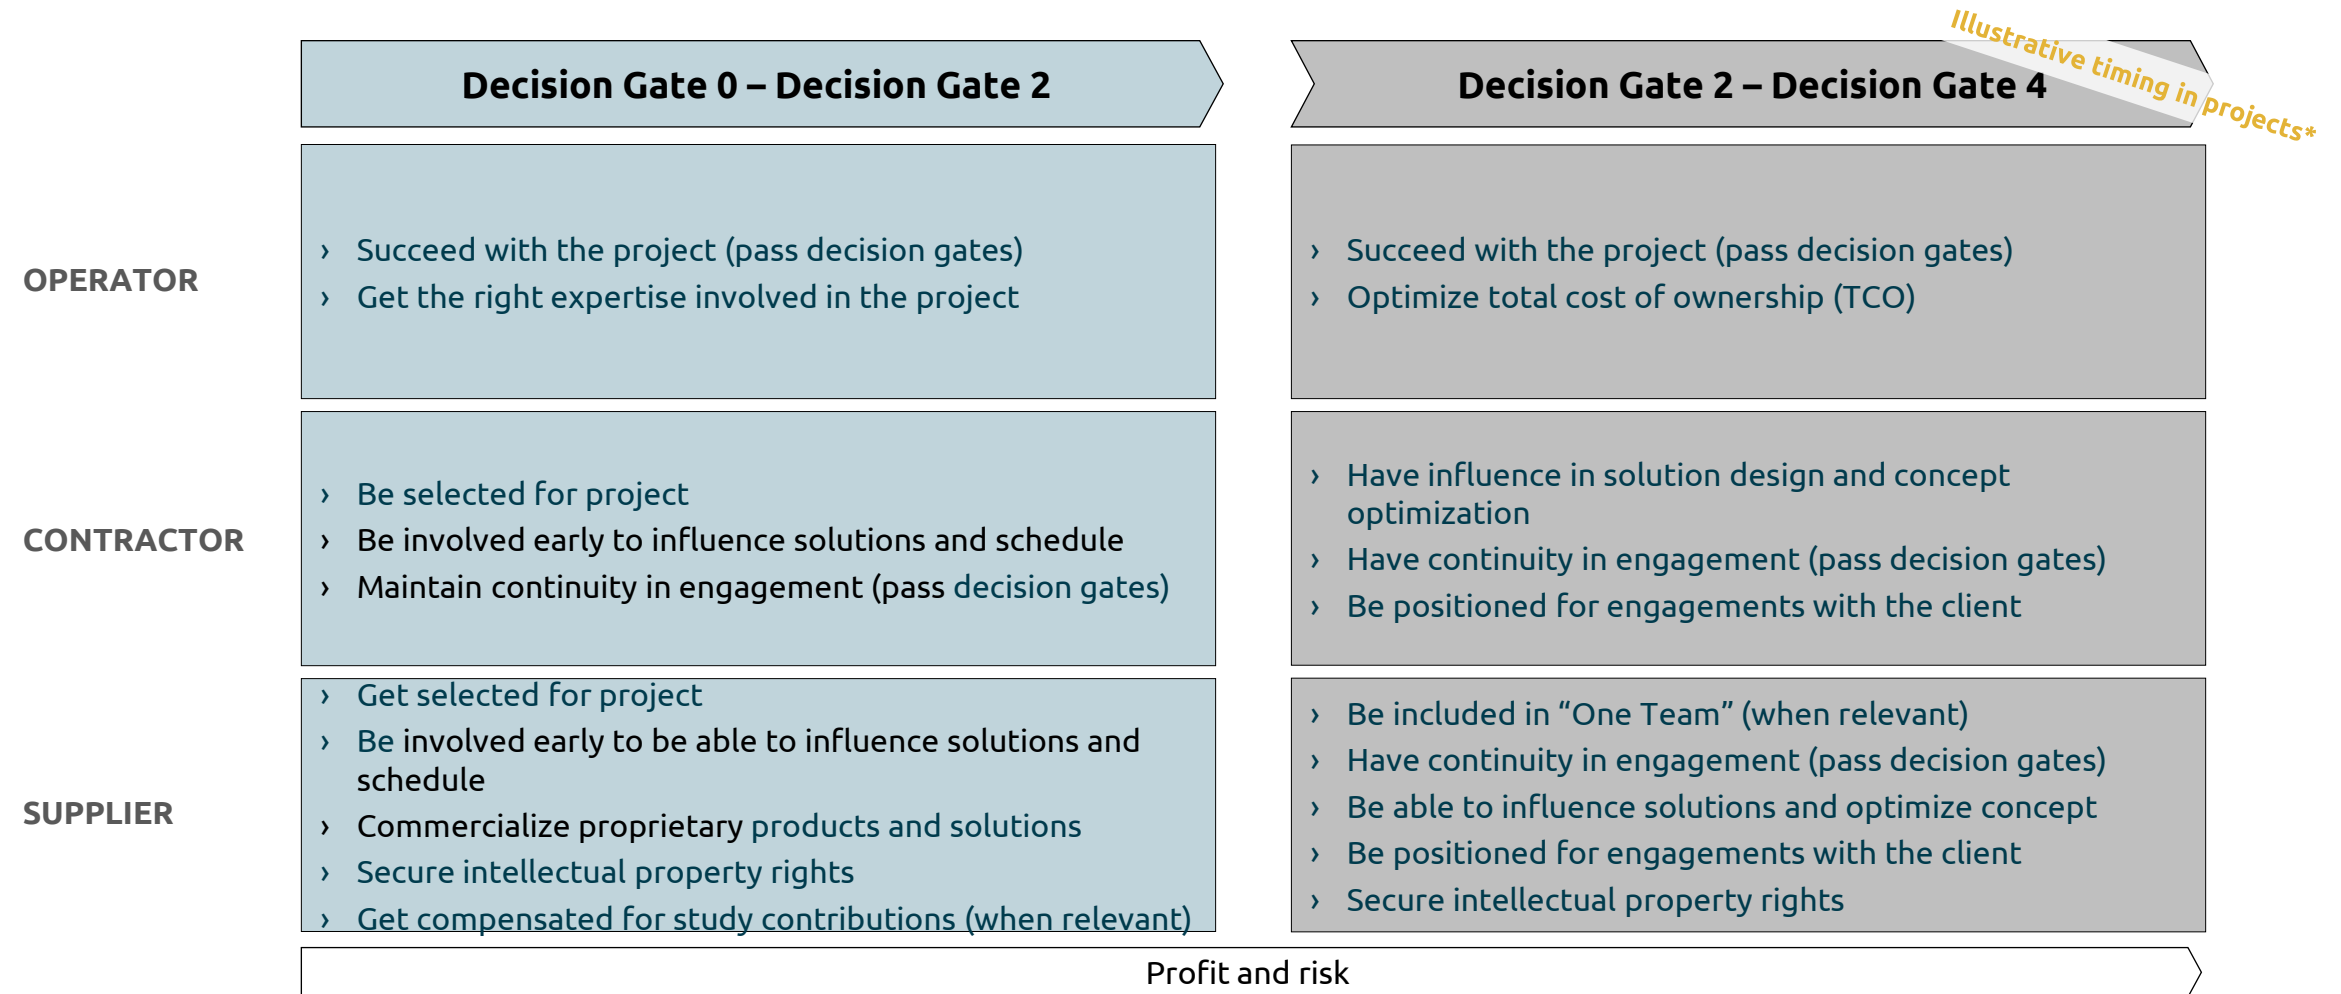 Illustrative timing in projects*
Decision Gate 0 – Decision Gate 2
Decision Gate 2 – Decision Gate 4
OPERATOR
› Succeed with the project (pass decision gates)
› Get the right expertise involved in the project
› Succeed with the project (pass decision gates)
› Optimize total cost of ownership (TCO)
CONTRACTOR
› Be selected for project
› Be involved early to influence solutions and schedule
› Maintain continuity in engagement (pass decision gates)
› Have influence in solution design and concept
optimization
› Have continuity in engagement (pass decision gates)
› Be positioned for engagements with the client
SUPPLIER
› Get selected for project
› Be involved early to be able to influence solutions and
schedule
› Commercialize proprietary products and solutions
› Secure intellectual property rights
› Get compensated for study contributions (when relevant)
› Be included in “One Team” (when relevant)
› Have continuity in engagement (pass decision gates)
› Be able to influence solutions and optimize concept
› Be positioned for engagements with the client
› Secure intellectual property rights
Profit and risk